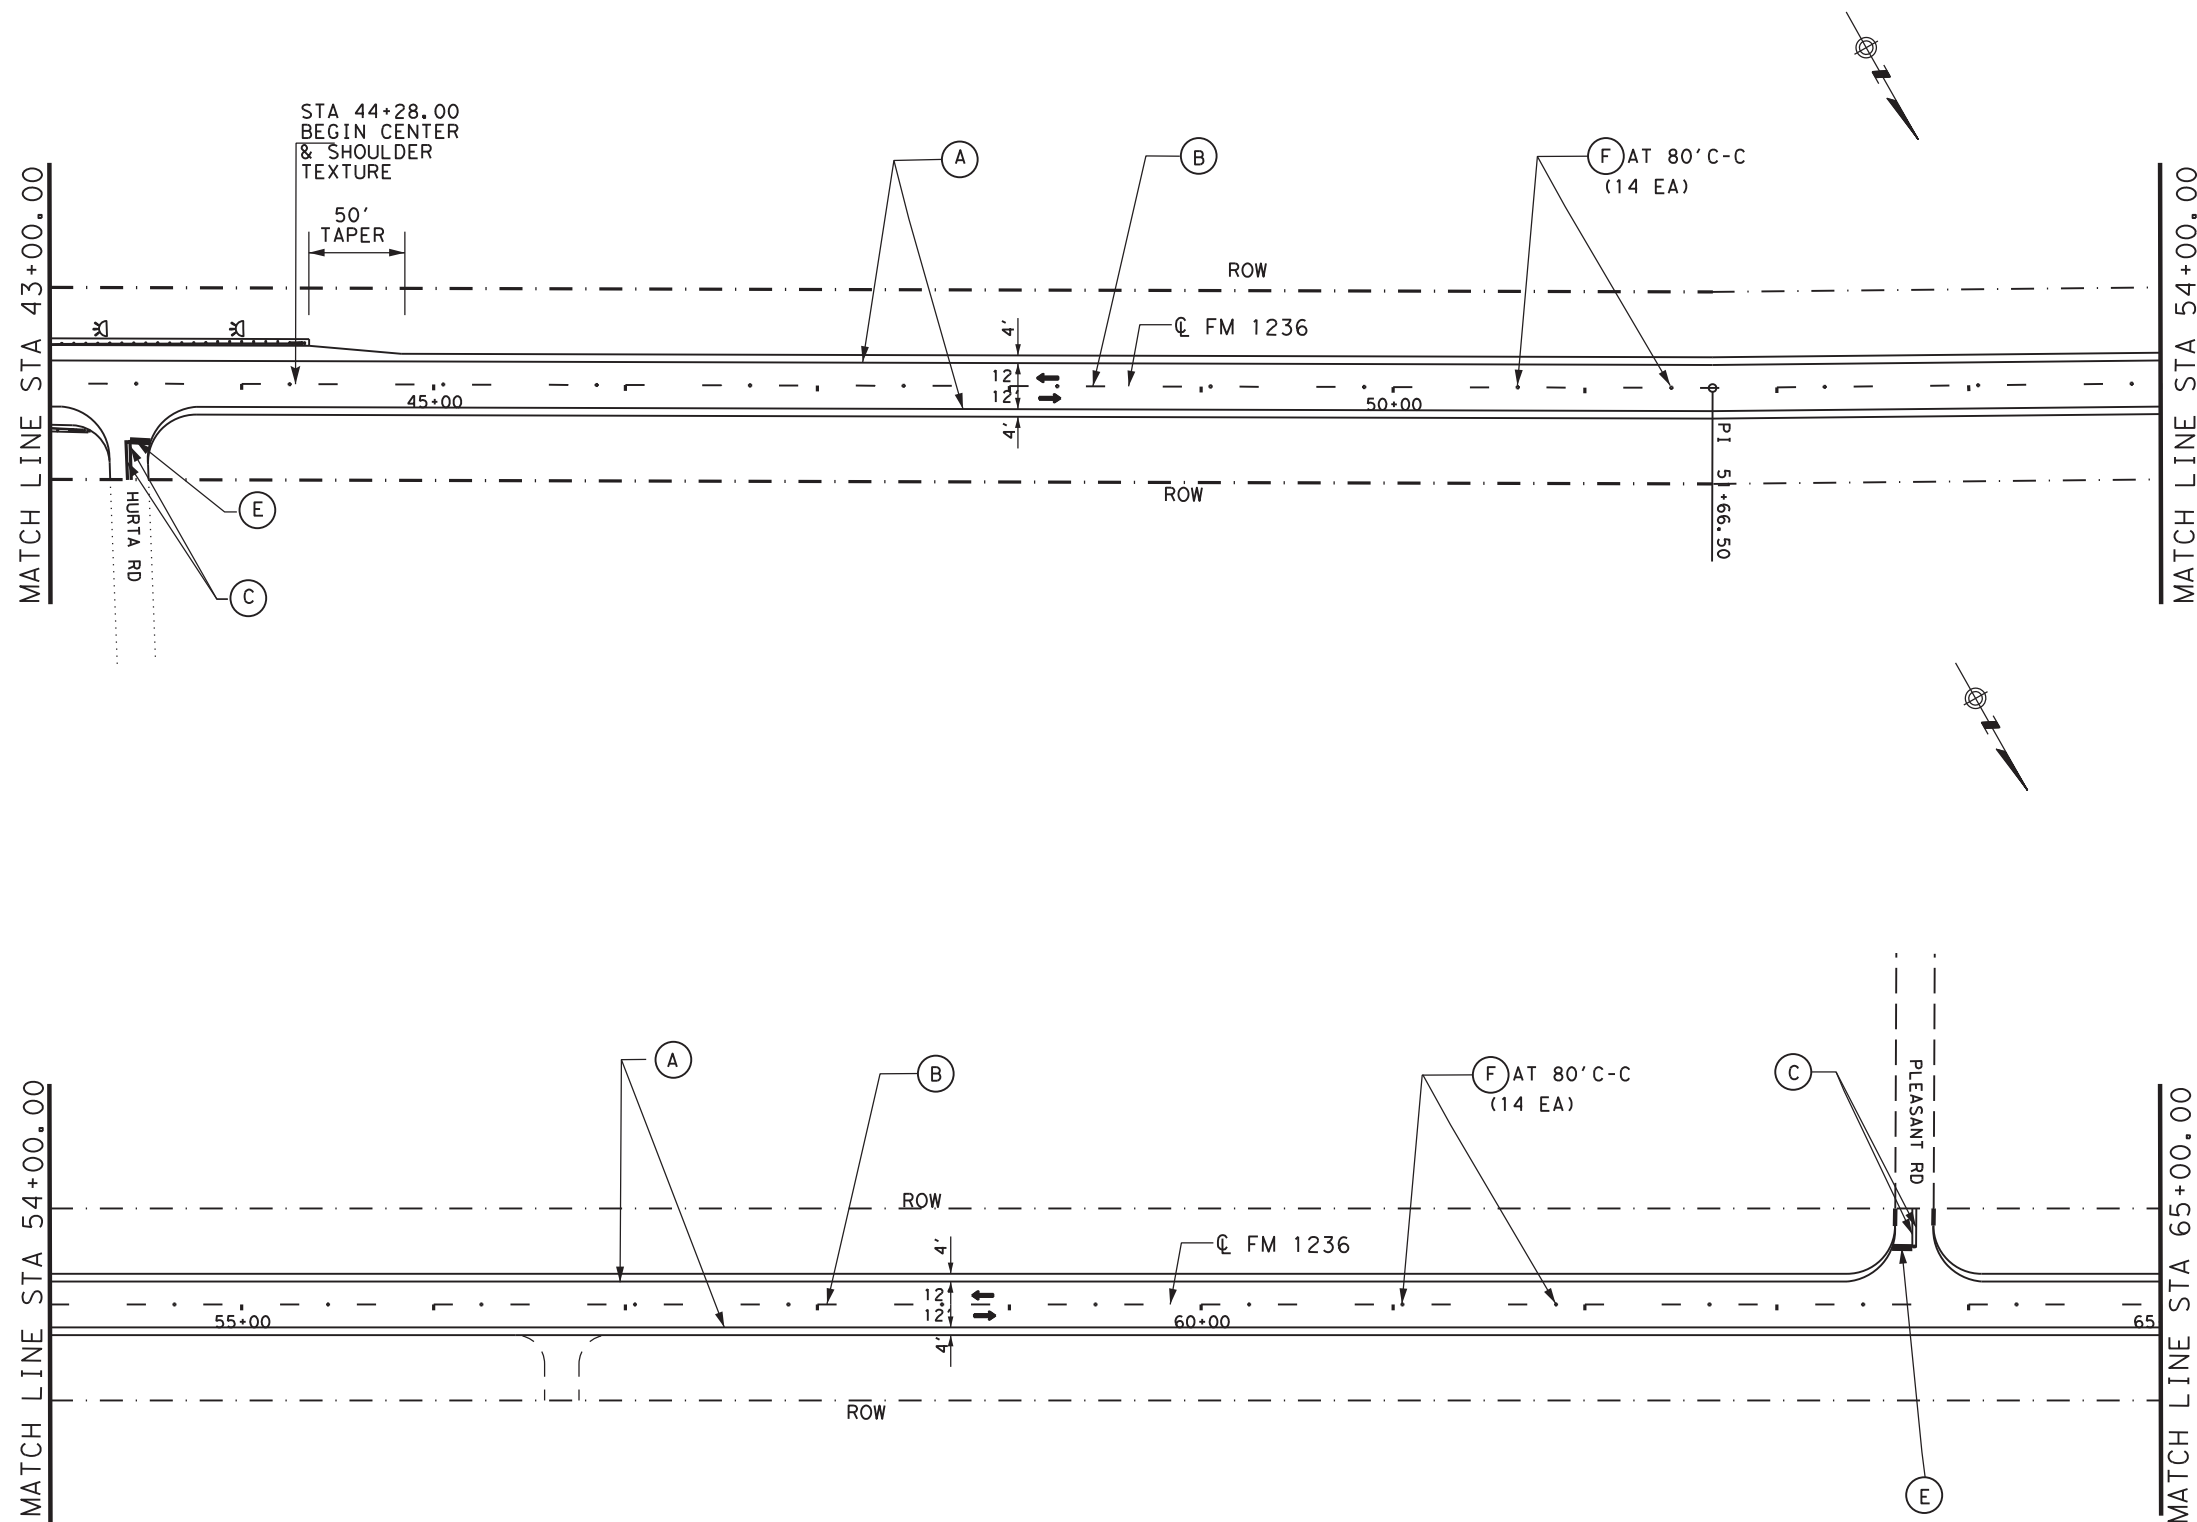 STA 44+28.00
BEGIN CENTER
& SHOULDER
TEXTURE
50'
TAPER
A
B
F AT 80'C-C
(14 EA)
MATCH LINE STA 43+00.00
MATCH LINE STA 54+00.00
ROW
℄ FM 1236
4'
12'
12'
4'
45+00
50+00
PI 51+66.50
ROW
HURTA RD
E
C
A
B
F AT 80'C-C
(14 EA)
C
PLEASANT RD
MATCH LINE STA 54+00.00
MATCH LINE STA 65+00.00
ROW
℄ FM 1236
4'
12'
12'
4'
55+00
60+00
65
ROW
E